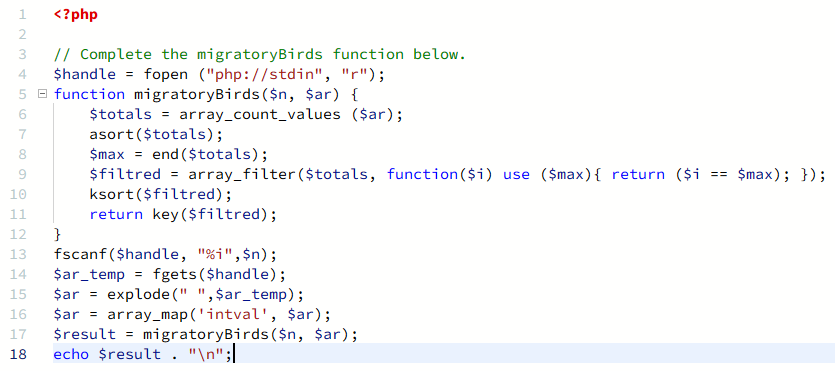 1 <?php
2
3 // Complete the migratoryBirds function below.
4 $handle = fopen ("php://stdin", "r");
5 function migratoryBirds($n, $ar) {
6     $totals = array_count_values ($ar);
7     asort($totals);
8     $max = end($totals);
9     $filtred = array_filter($totals, function($i) use ($max){ return ($i == $max); });
10     ksort($filtred);
11     return key($filtred);
12 }
13 fscanf($handle, "%i",$n);
14 $ar_temp = fgets($handle);
15 $ar = explode(" ",$ar_temp);
16 $ar = array_map('intval', $ar);
17 $result = migratoryBirds($n, $ar);
18 echo $result . "\n";